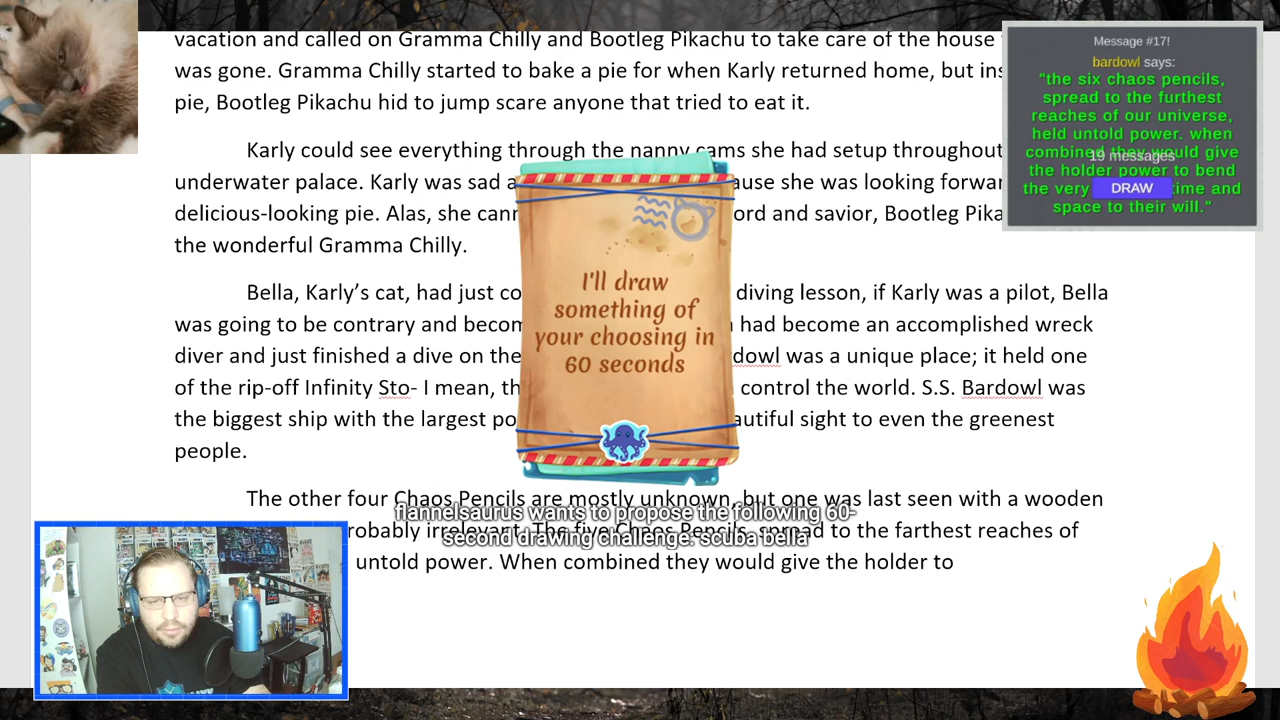 vacation and called on Gramma Chilly and Bootleg Pikachu to take care of the house
was gone. Gramma Chilly started to bake a pie for when Karly returned home, but ins
pie, Bootleg Pikachu hid to jump scare anyone that tried to eat it.
Karly could see everything through the nanny cams she had setup throughout
underwater palace. Karly was sad a ause she was looking forwar
delicious-looking pie. Alas, she cann ord and savior, Bootleg Pika
the wonderful Gramma Chilly.
Bella, Karly’s cat, had just co diving lesson, if Karly was a pilot, Bella
was going to be contrary and becom had become an accomplished wreck
diver and just finished a dive on the dowl was a unique place; it held one
of the rip-off Infinity Sto- I mean, th control the world. S.S. Bardowl was
the biggest ship with the largest po autiful sight to even the greenest
people.
The other four Chaos Pencils are mostly unknown, but one was last seen with a wooden
robably irrelevant. The five Chaos Pencils, spread to the farthest reaches of
untold power. When combined they would give the holder to
Message #17!
bardowl says:
"the six chaos pencils,
spread to the furthest
reaches of our universe,
held untold power. when
combined they would give
19 messages
the holder power to bend
the very time and
DRAW
space to their will."
I'll draw
something of
your choosing in
60 seconds
flannelsaurus wants to propose the following 60-
second drawing challenge: scuba bella